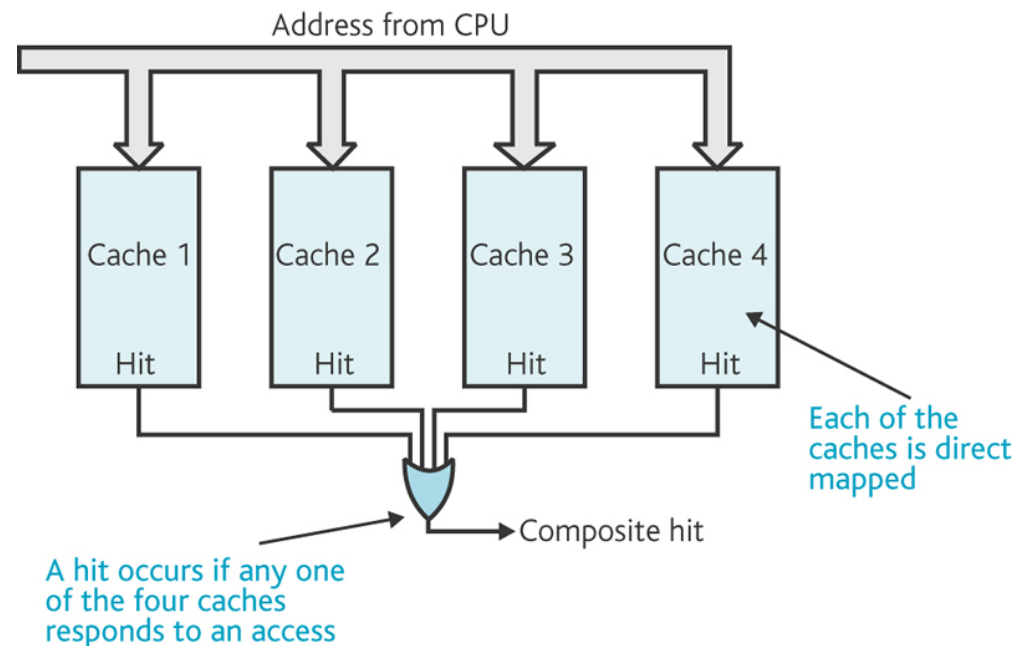 Address from CPU
Cache 1
Cache 2
Cache 3
Cache 4
Hit
Hit
Hit
Hit
Each of the
caches is direct
mapped
Composite hit
A hit occurs if any one
of the four caches
responds to an access